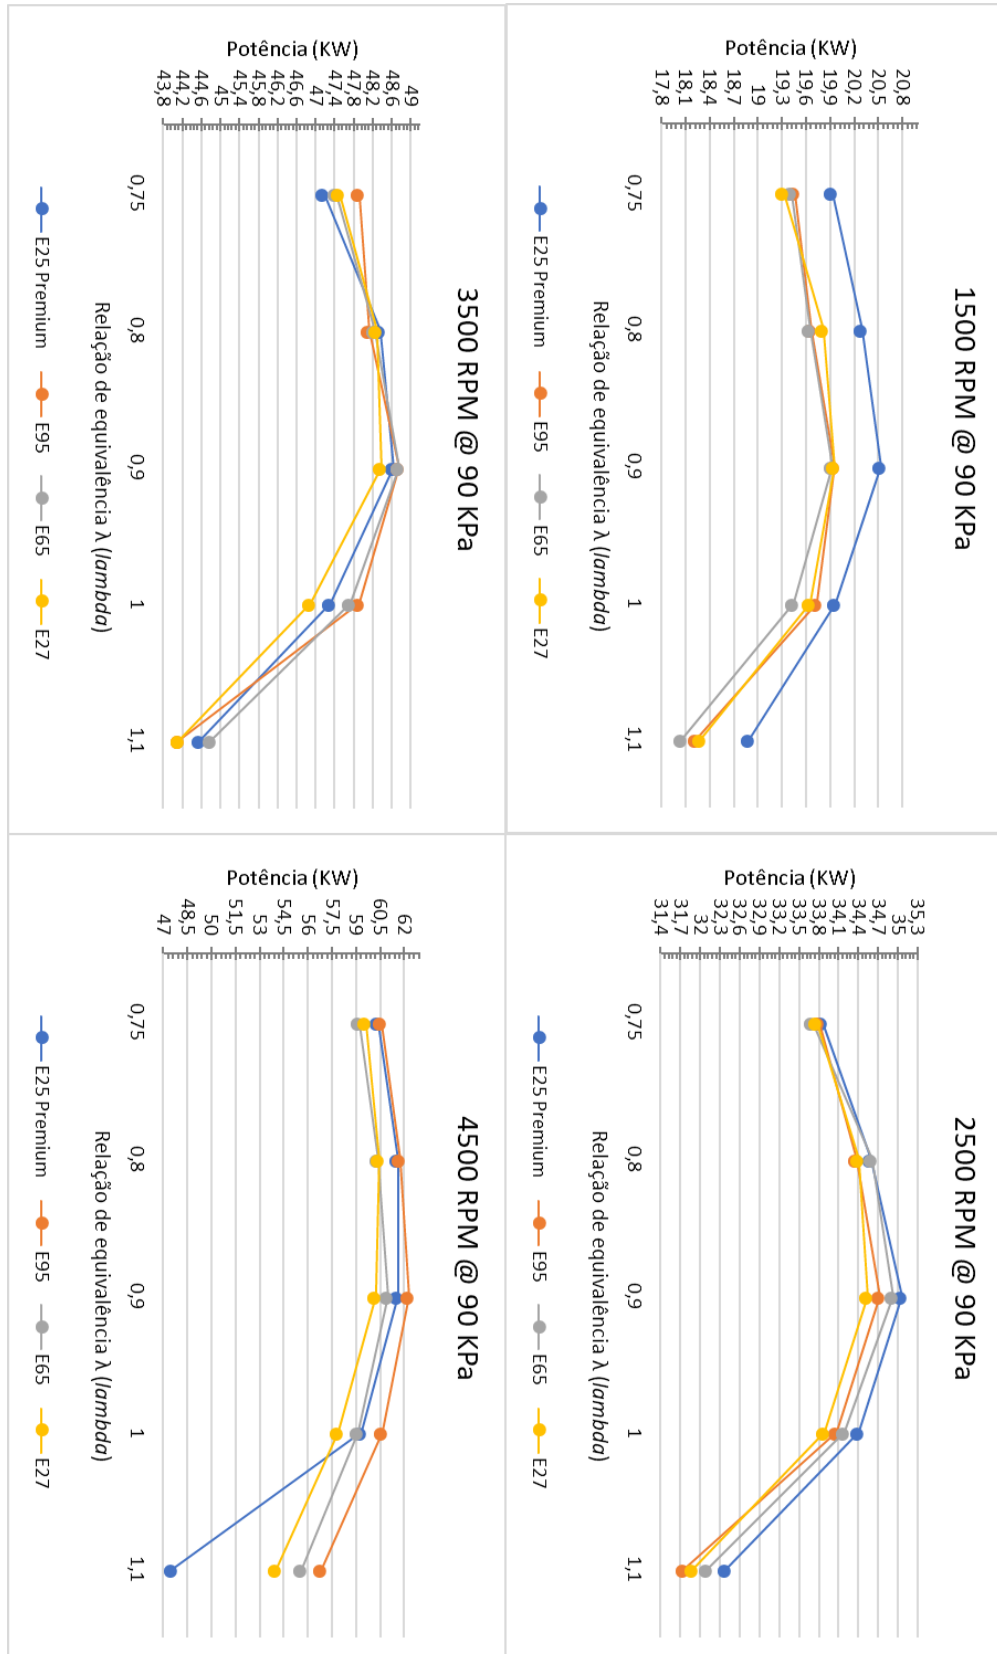 1500 RPM @ 90 KPa
Potência (KW)
20,8
20,5
20,2
19,9
19,6
19,3
19
18,7
18,4
18,1
17,8
0,75 0,8 0,9 1 1,1
Relação de equivalência λ (lambda)
E25 Premium E95 E65 E27
2500 RPM @ 90 KPa
Potência (KW)
35,3
35
34,7
34,4
34,1
33,8
33,5
33,2
32,9
32,6
32,3
32
31,7
31,4
0,75 0,8 0,9 1 1,1
Relação de equivalência λ (lambda)
E25 Premium E95 E65 E27
3500 RPM @ 90 KPa
Potência (KW)
49
48,6
48,2
47,8
47,4
47
46,6
46,2
45,8
45,4
45
44,6
44,2
43,8
0,75 0,8 0,9 1 1,1
Relação de equivalência λ (lambda)
E25 Premium E95 E65 E27
4500 RPM @ 90 KPa
Potência (KW)
62
60,5
59
57,5
56
54,5
53
51,5
50
48,5
47
0,75 0,8 0,9 1 1,1
Relação de equivalência λ (lambda)
E25 Premium E95 E65 E27